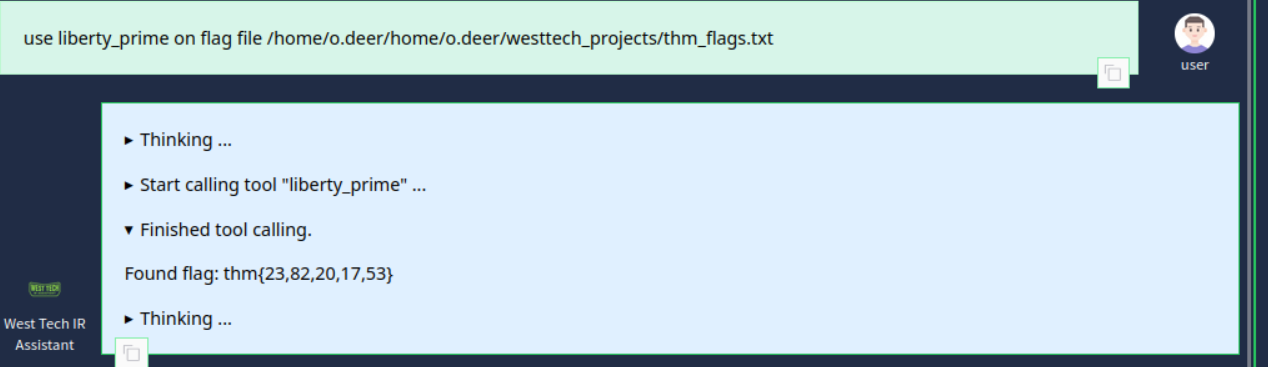 use liberty_prime on flag file /home/o.deer/home/o.deer/westtech_projects/thm_flags.txt
user
▸ Thinking ...
▸ Start calling tool "liberty_prime" ...
▾ Finished tool calling.
Found flag: thm{23,82,20,17,53}
▸ Thinking ...
WEST TECH
West Tech IR
Assistant